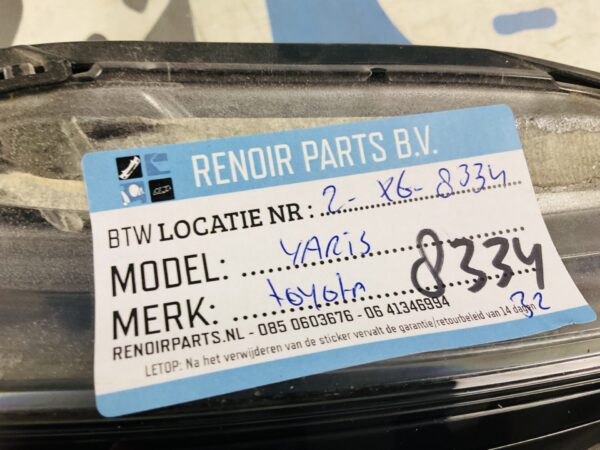 RENOIR PARTS B.V.
BTW LOCATIE NR : 2- X6- 8334
MODEL: YARIS
MERK: toyota
8334
RENOIRPARTS.NL - 085 0603676 - 06 41346994
32
LETOP: Na het verwijderen van de sticker vervalt de garantie/retourbeleid van 14 dagen